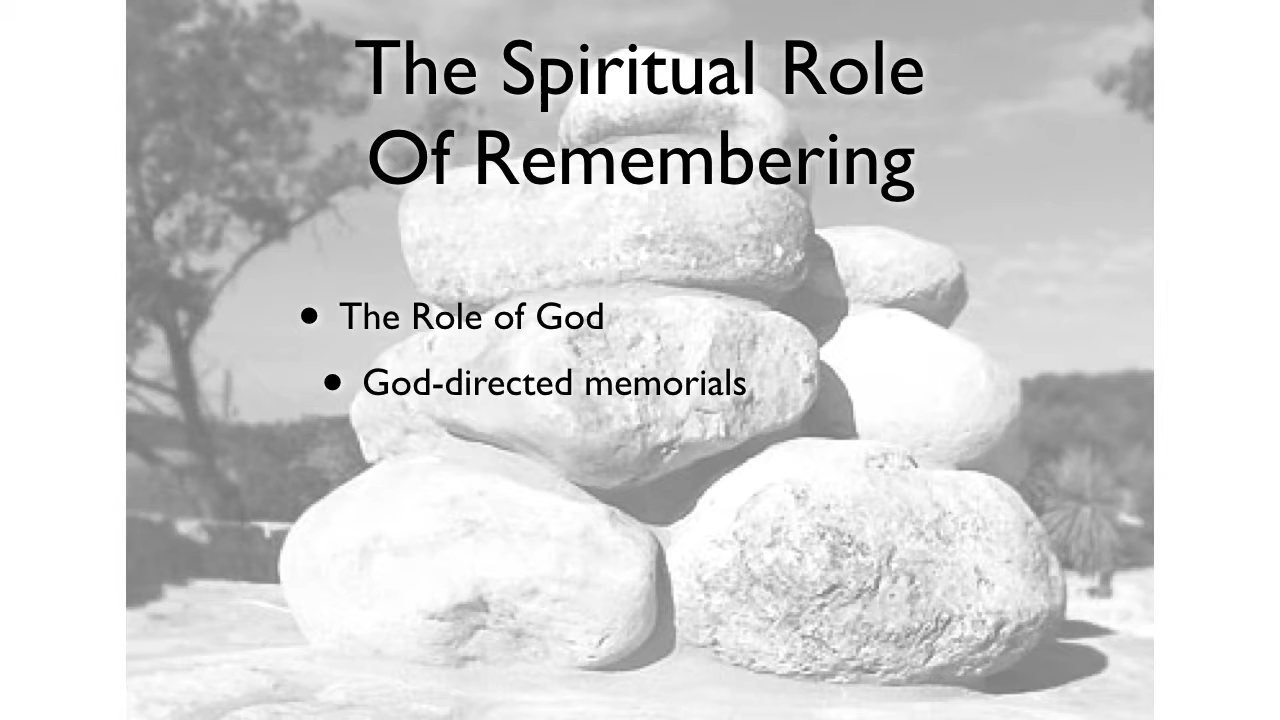 The Spiritual Role
Of Remembering
• The Role of God
• God-directed memorials